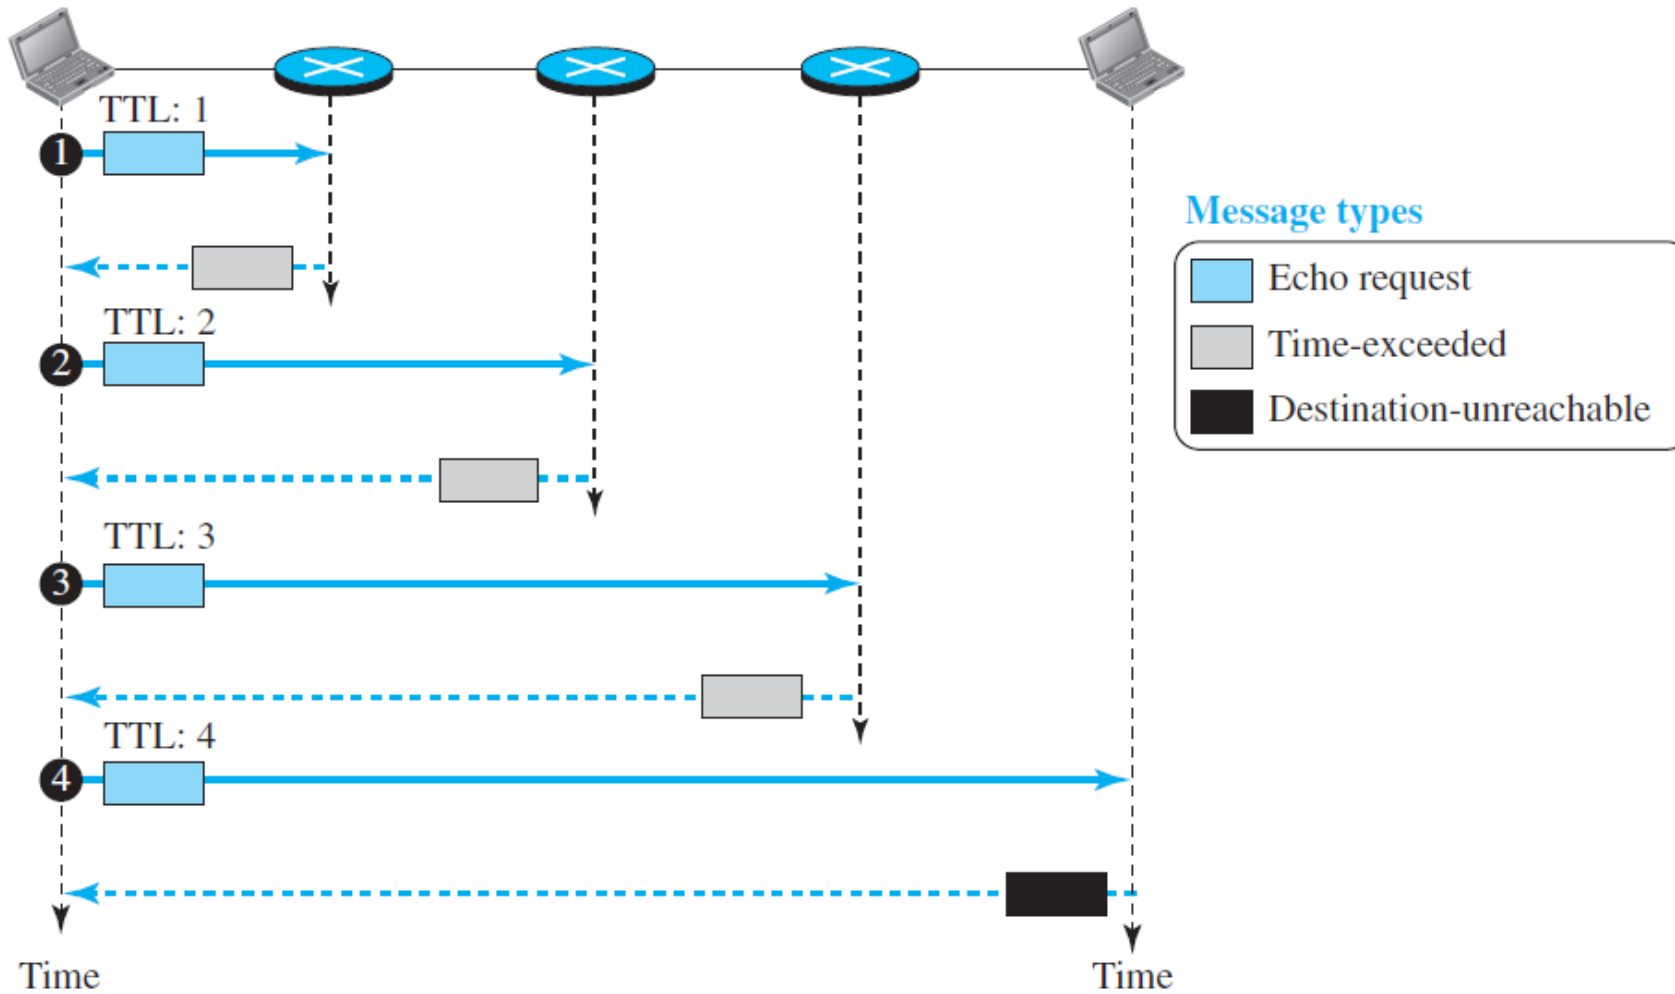 TTL: 1
1
TTL: 2
2
TTL: 3
3
TTL: 4
4
Time
Time
Message types
Echo request
Time-exceeded
Destination-unreachable